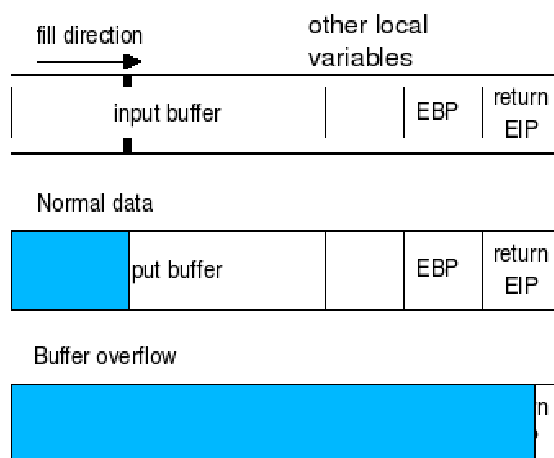 fill direction
other local
variables
input buffer
EBP
return
EIP
Normal data
put buffer
EBP
return
EIP
Buffer overflow
n